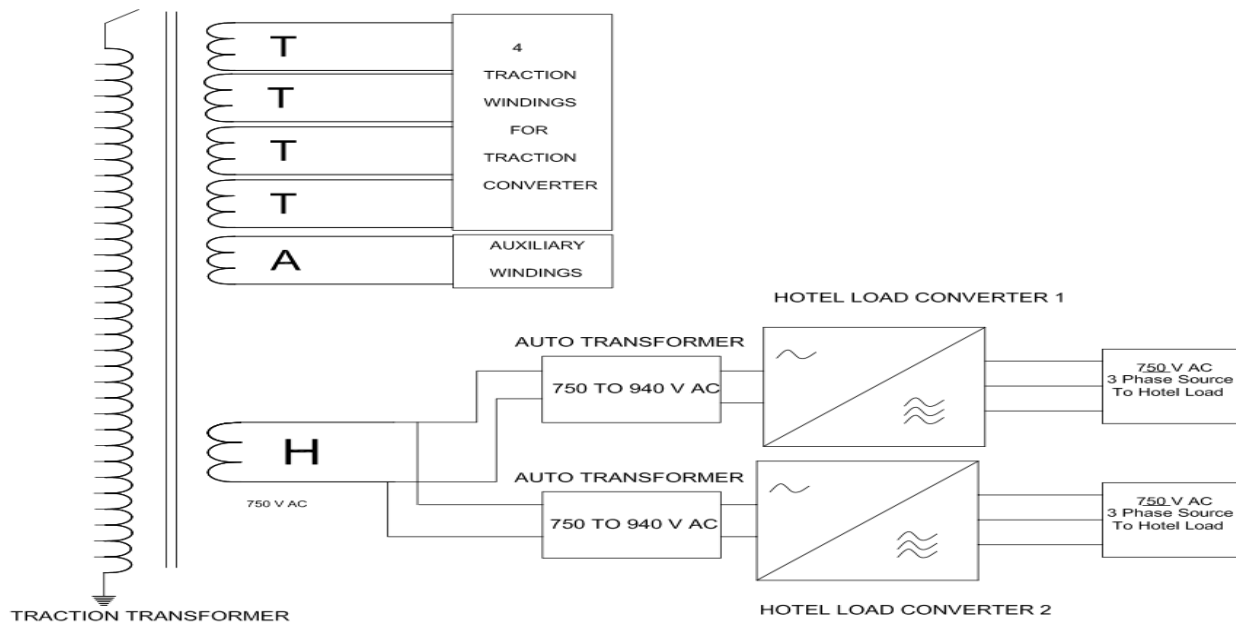 T
T
T
T
4
TRACTION
WINDINGS
FOR
TRACTION
CONVERTER
A
AUXILIARY
WINDINGS
HOTEL LOAD CONVERTER 1
AUTO TRANSFORMER
750 TO 940 V AC
750 V AC
3 Phase Source
To Hotel Load
H
750 V AC
AUTO TRANSFORMER
750 TO 940 V AC
750 V AC
3 Phase Source
To Hotel Load
TRACTION TRANSFORMER
HOTEL LOAD CONVERTER 2